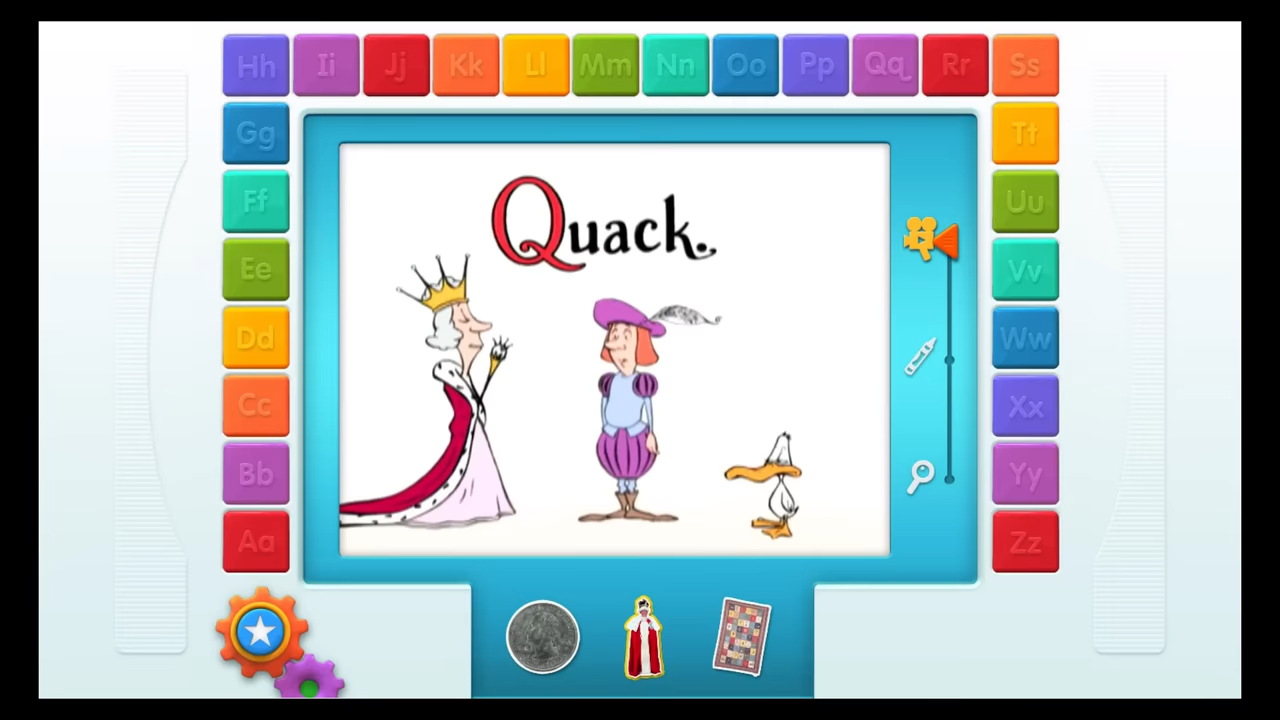 Hh Ii Jj Kk Ll Mm Nn Oo Pp Qq Rr Ss
Gg Tt
Quack.
Ff Uu
Ee Vv
Dd Ww
Cc Xx
Bb Yy
Aa Zz